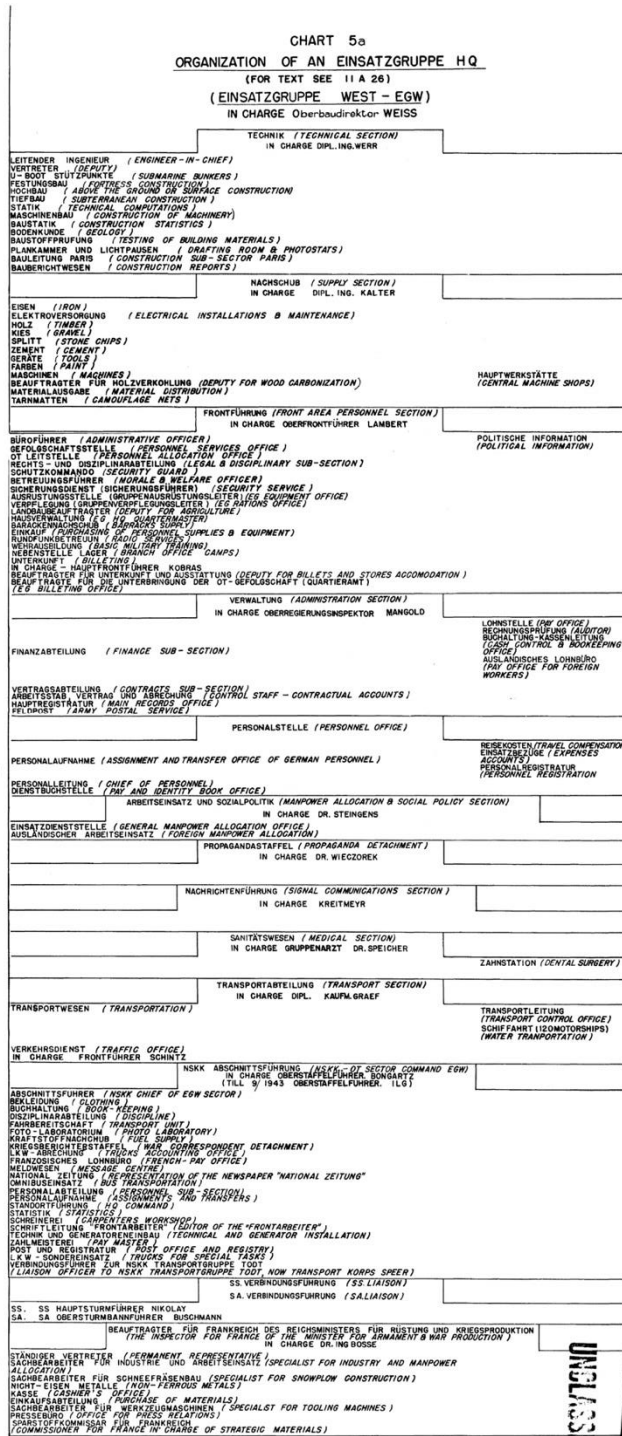 CHART 5a
ORGANIZATION OF AN EINSATZGRUPPE HQ
(FOR TEXT SEE II A 26)
(EINSATZGRUPPE WEST - EGW)
IN CHARGE Oberbaudirektor WEISS
TECHNIK (TECHNICAL SECTION)
IN CHARGE DIPL. ING. WERR
LEITENDER INGENIEUR (ENGINEER-IN-CHIEF)
VERTRETER (DEPUTY)
U-BOOT STÜTZPUNKTE (SUBMARINE BUNKERS)
FESTUNGSBAU (FORTRESS CONSTRUCTION)
HOCHBAU (ABOVE THE GROUND OR SURFACE CONSTRUCTION)
TIEFBAU (SUBTERRANEAN CONSTRUCTION)
STATIK (TECHNICAL COMPUTATIONS)
MASCHINENBAU (CONSTRUCTION OF MACHINERY)
BAUSTATIK (CONSTRUCTION STATISTICS)
BODENKUNDE (GEOLOGY)
BAUSTOFFPRUFUNG (TESTING OF BUILDING MATERIALS)
PLANKAMMER UND LICHTPAUSEN (DRAFTING ROOM & PHOTOSTATS)
BAULEITUNG PARIS (CONSTRUCTION SUB-SECTOR PARIS)
BAUBERICHTWESEN (CONSTRUCTION REPORTS)
NACHSCHUB (SUPPLY SECTION)
IN CHARGE DIPL. ING. KALTER
EISEN (IRON)
ELEKTROVERSORGUNG (ELECTRICAL INSTALLATIONS & MAINTENANCE)
HOLZ (TIMBER)
KIES (GRAVEL)
SPLITT (STONE CHIPS)
ZEMENT (CEMENT)
GERÄTE (TOOLS)
FARBEN (PAINT)
MASCHINEN (MACHINES)
BEAUFTRAGTER FÜR HOLZVERKOHLUNG (DEPUTY FOR WOOD CARBONIZATION)
MATERIALAUSGABE (MATERIAL DISTRIBUTION)
TARNMATTEN (CAMOUFLAGE NETS)
HAUPTWERKSTÄTTE
(CENTRAL MACHINE SHOPS)
FRONTFÜHRUNG (FRONT AREA PERSONNEL SECTION)
IN CHARGE OBERFRONTFÜHRER LAMBERT
BÜROFÜHRER (ADMINISTRATIVE OFFICER)
GEFOLGSCHAFTSSTELLE (PERSONNEL SERVICES OFFICE)
OT LEITSTELLE (PERSONNEL ALLOCATION OFFICE)
RECHTS- UND DISZIPLINARABTEILUNG (LEGAL & DISCIPLINARY SUB-SECTION)
SCHUTZKOMMANDO (SECURITY GUARD)
BETREUUNGSFÜHRER (MORALE & WELFARE OFFICER)
SICHERUNGSDIENST (SICHERUNGSFÜHRER) (SECURITY SERVICE)
AUSRÜSTUNGSSTELLE (GRUPPENAUSRÜSTUNGSLEITER) (EG EQUIPMENT OFFICE)
VERPFLEGUNG (GRUPPENVERPFLEGUNGSLEITER) (EG RATIONS OFFICE)
LANDBAUBEAUFTRAGTER (DEPUTY FOR AGRICULTURE)
HAUSVERWALTUNG (EG HQ QUARTERMASTER)
BARACKENNACHSCHUB (BARRACKS SUPPLY)
EINKAUF (PURCHASING OF PERSONNEL SUPPLIES & EQUIPMENT)
RUNDFUNKBETREUUN (RADIO SERVICES)
WEHRAUSBILDUNG (BASIC MILITARY TRAINING)
NEBENSTELLE LAGER (BRANCH OFFICE CAMPS)
UNTERKUNFT (BILLETING)
IN CHARGE - HAUPTFRONTFÜHRER KOBRAS
BEAUFTRAGTER FÜR UNTERKUNFT UND AUSSTATTUNG (DEPUTY FOR BILLETS AND STORES ACCOMODATION)
BEAUFTRAGTE FÜR DIE UNTERBRINGUNG DER OT-GEFOLGSCHAFT (QUARTIERAMT)
(EG BILLETING OFFICE)
POLITISCHE INFORMATION
(POLITICAL IMFORMATION)
VERWALTUNG (ADMINISTRATION SECTION)
IN CHARGE OBERREGIERUNGSINSPEKTOR MANGOLD
FINANZABTEILUNG (FINANCE SUB-SECTION)
VERTRAGSABTEILUNG (CONTRACTS SUB-SECTION)
ARBEITSSTAB, VERTRAG UND ABRECHUNG (CONTROL STAFF - CONTRACTUAL ACCOUNTS)
HAUPTREGISTRATUR (MAIN RECORDS OFFICE)
FELDPOST (ARMY POSTAL SERVICE)
LOHNSTELLE (PAY OFFICE)
RECHNUNGSPRÜFUNG (AUDITOR)
BUCHALTUNG-KASSENLEITUNG
(CASH CONTROL & BOOKEEPING
OFFICE)
AUSLÄNDISCHES LOHNBÜRO
(PAY OFFICE FOR FOREIGN
WORKERS)
PERSONALSTELLE (PERSONNEL OFFICE)
PERSONALAUFNAHME (ASSIGNMENT AND TRANSFER OFFICE OF GERMAN PERSONNEL)
PERSONALLEITUNG (CHIEF OF PERSONNEL)
DIENSTBUCHSTELLE (PAY AND IDENTITY BOOK OFFICE)
REISEKOSTEN (TRAVEL COMPENSATION
EINSATZBEZÜGE (EXPENSES
ACCOUNTS)
PERSONALREGISTRATUR
(PERSONNEL REGISTRATION
ARBEITSEINSATZ UND SOZIALPOLITIK (MANPOWER ALLOCATION & SOCIAL POLICY SECTION)
IN CHARGE DR. STEINGENS
EINSATZDIENSTSTELLE (GENERAL MANPOWER ALLOCATION OFFICE)
AUSLÄNDISCHER ARBEITSEINSATZ (FOREIGN MANPOWER ALLOCATION)
PROPAGANDASTAFFEL (PROPAGANDA DETACHMENT)
IN CHARGE DR. WIECZOREK
NACHRICHTENFÜHRUNG (SIGNAL COMMUNICATIONS SECTION)
IN CHARGE KREITMEYR
SANITÄTSWESEN (MEDICAL SECTION)
IN CHARGE GRUPPENARZT DR. SPEICHER
ZAHNSTATION (DENTAL SURGERY)
TRANSPORTABTEILUNG (TRANSPORT SECTION)
IN CHARGE DIPL. KAUFM. GRAEF
TRANSPORTWESEN (TRANSPORTATION)
VERKEHRSDIENST (TRAFFIC OFFICE)
IN CHARGE FRONTFÜHRER SCHINTZ
TRANSPORTLEITUNG
(TRANSPORT CONTROL OFFICE)
SCHIFFAHRT (120 MOTORSHIPS)
(WATER TRANPORTATION)
NSKK ABSCHNITTSFÜHRUNG (NSKK-OT SECTOR COMMAND EGW)
IN CHARGE OBERSTAFFELFÜHRER. BONGARTZ
(TILL 9/1943 OBERSTAFFELFÜHRER. ILG)
ABSCHNITTSFÜHRER (NSKK CHIEF OF EGW SECTOR)
BEKLEIDUNG (CLOTHING)
BUCHHALTUNG (BOOK-KEEPING)
DISZIPLINARABTEILUNG (DISCIPLINE)
FAHRBEREITSCHAFT (TRANSPORT UNIT)
FOTO-LABORATORIUM (PHOTO LABORATORY)
KRAFTSTOFFNACHCHUB (FUEL SUPPLY)
KRIEGSBERICHTERSTAFFEL (WAR CORRESPONDENT DETACHMENT)
LKW-ABRECHUNG (TRUCKS ACCOUNTING OFFICE)
FRANZOSISCHES LOHNBÜRO (FRENCH-PAY OFFICE)
MELDWESEN (MESSAGE CENTRE)
NATIONAL ZEITUNG (REPRESENTATION OF THE NEWSPAPER "NATIONAL ZEITUNG"
OMNIBUSEINSATZ (BUS TRANSPORTATION)
PERSONALABTEILUNG (PERSONNEL SUB-SECTION)
PERSONALAUFNAHME (ASSIGNMENTS AND TRANSFERS)
STANDORTFÜHRUNG (HQ COMMAND)
STATISTIK (STATISTICS)
SCHREINEREI (CARPENTERS WORKSHOP)
SCHRIFTLEITUNG "FRONTARBEITER" (EDITOR OF THE "FRONTARBEITER")
TECHNIK UND GENERATOREINBAU (TECHNICAL AND GENERATOR INSTALLATION)
ZAHLMEISTEREI (PAY MASTER)
POST UND REGISTRATUR (POST OFFICE AND REGISTRY)
LKW-SONDEREINSATZ (TRUCKS FOR SPECIAL TASKS)
VERBINDUNGSFÜHRER ZUR NSKK TRANSPORTGRUPPE TODT
(LIAISON OFFICER TO NSKK TRANSPORTGRUPPE TODT, NOW TRANSPORT KORPS SPEER)
SS. VERBINDUNGSFÜHRUNG (SS. LIAISON)
SA. VERBINDUNGSFÜHRUNG (S.A. LIAISON)
SS. SS HAUPTSTURMFÜHRER NIKOLAY
SA. SA OBERSTURMBANNFÜHRER BUSCHMANN
BEAUFTRAGTER FÜR FRANKREICH DES REICHSMINISTERS FÜR RÜSTUNG UND KRIEGSPRODUKTION
(THE INSPECTOR FOR FRANCE OF THE MINISTER FOR ARMAMENT & WAR PRODUCTION)
IN CHARGE DR. ING BOSSE
STÄNDIGER VERTRETER (PERMANENT REPRESENTATIVE)
SACHBEARBEITER FÜR INDUSTRIE UND ARBEITSEINSATZ (SPECIALIST FOR INDUSTRY AND MANPOWER
ALLOCATION)
SACHBEARBEITER FÜR SCHNEEFRÄSENBAU (SPECIALIST FOR SNOWPLOW CONSTRUCTION)
NICHT-EISEN METALLE (NON-FERROUS METALS)
KASSE (CASHIER'S OFFICE)
EINKAUFSABTEILUNG (PURCHASE OF MATERIALS)
SACHBEARBEITER FÜR WERKZEUGMASCHINEN (SPECIALST FOR TOOLING MACHINES)
PRESSEBÜRO (OFFICE FOR PRESS RELATIONS)
SPARSTOFFKOMMISSAR FÜR FRANKREICH
(COMMISSIONER FOR FRANCE IN CHARGE OF STRATEGIC MATERIALS)
UNCLASS